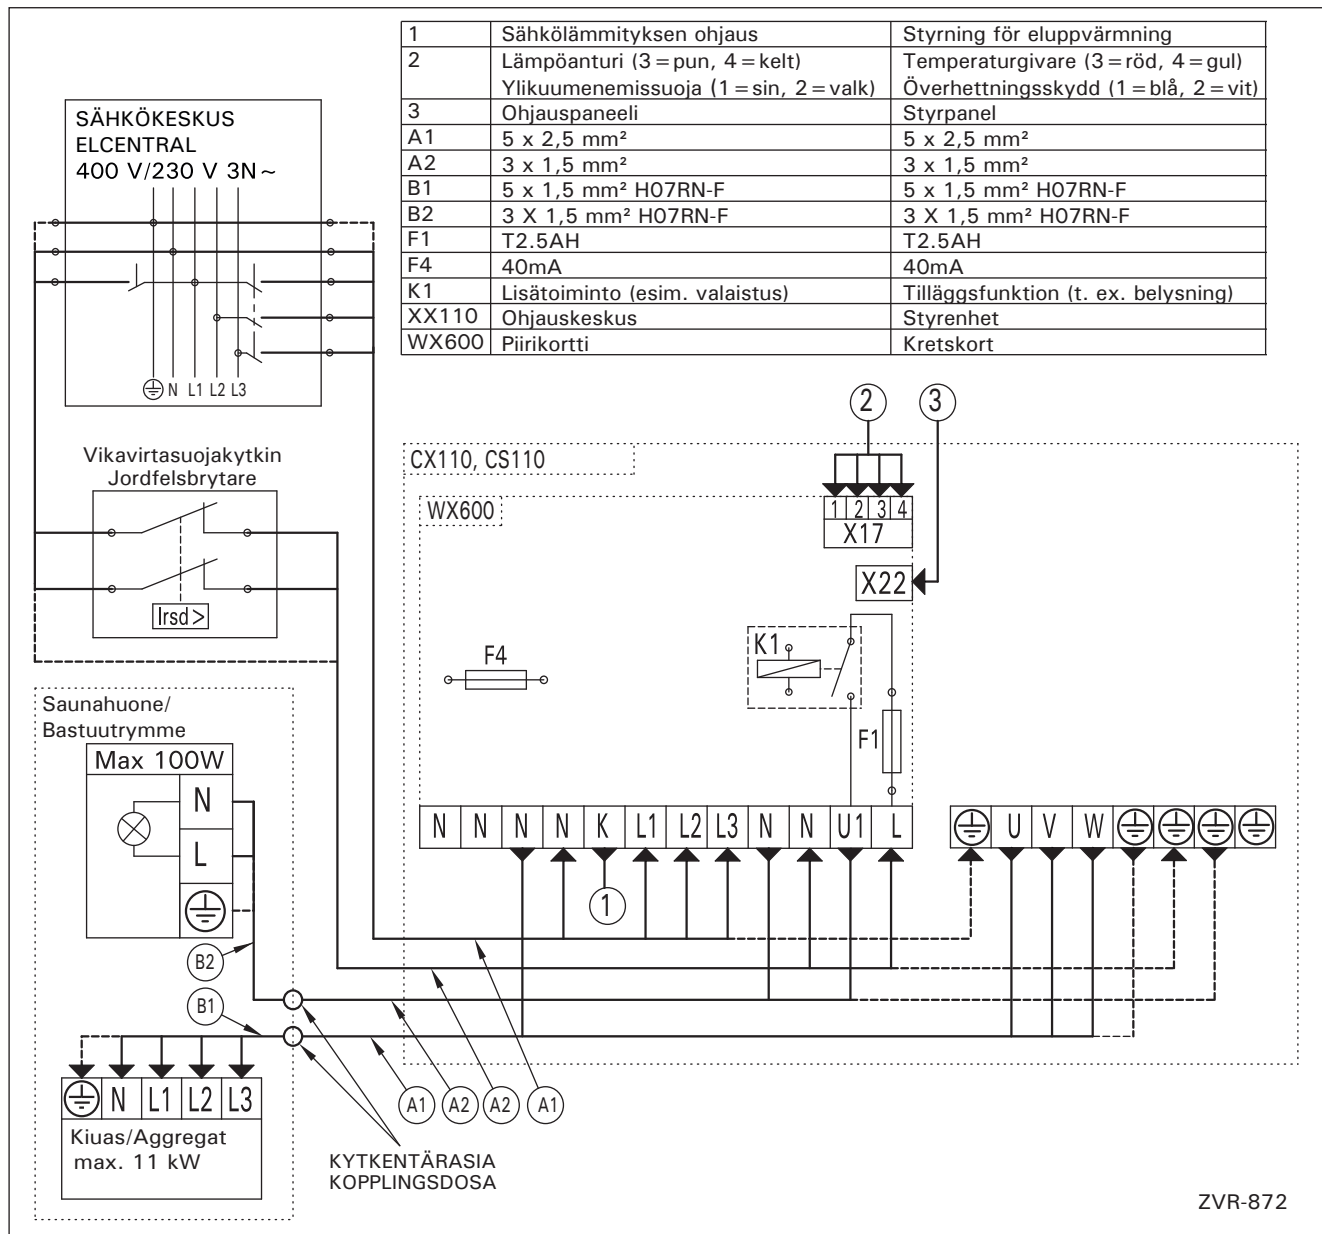 1 Sähkölämmityksen ohjaus Styrning för eluppvärmning
2 Lämpöanturi (3=pun, 4=kelt) Temperaturgivare (3=röd, 4=gul)
Ylikuumenemissuoja (1=sin, 2=valk) Överhettningsskydd (1=blå, 2=vit)
3 Ohjauspaneeli Styrpanel
A1 5 x 2,5 mm² 5 x 2,5 mm²
A2 3 x 1,5 mm² 3 x 1,5 mm²
B1 5 x 1,5 mm² H07RN-F 5 x 1,5 mm² H07RN-F
B2 3 X 1,5 mm² H07RN-F 3 X 1,5 mm² H07RN-F
F1 T2.5AH T2.5AH
F4 40mA 40mA
K1 Lisätoiminto (esim. valaistus) Tilläggsfunktion (t. ex. belysning)
XX110 Ohjauskeskus Styrenhet
WX600 Piirikortti Kretskort
SÄHKÖKESKUS
ELCENTRAL
400 V/230 V 3N~
N L1 L2 L3
Vikavirtasuojakytkin
Jordfelsbrytare
Irsd>
2 3
CX110, CS110
WX600
1 2 3 4
X17
X22
K1
F4
F1
N N N N K L1 L2 L3 N N U1 L
U V W
1
Saunahuone/
Bastuutrymme
Max 100W
N
L
B2
B1
N L1 L2 L3
Kiuas/Aggregat
max. 11 kW
A1 A2 A2 A1
KYTKENTÄRASIA
KOPPLINGSDOSA
ZVR-872